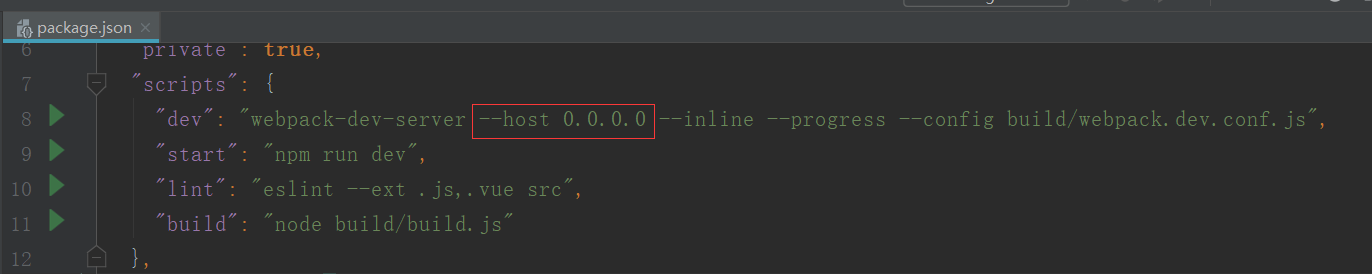 package.json
6 private": true,
7 "scripts": {
8 "dev": "webpack-dev-server --host 0.0.0.0 --inline --progress --config build/webpack.dev.conf.js",
9 "start": "npm run dev",
10 "lint": "eslint --ext .js,.vue src",
11 "build": "node build/build.js"
12 },